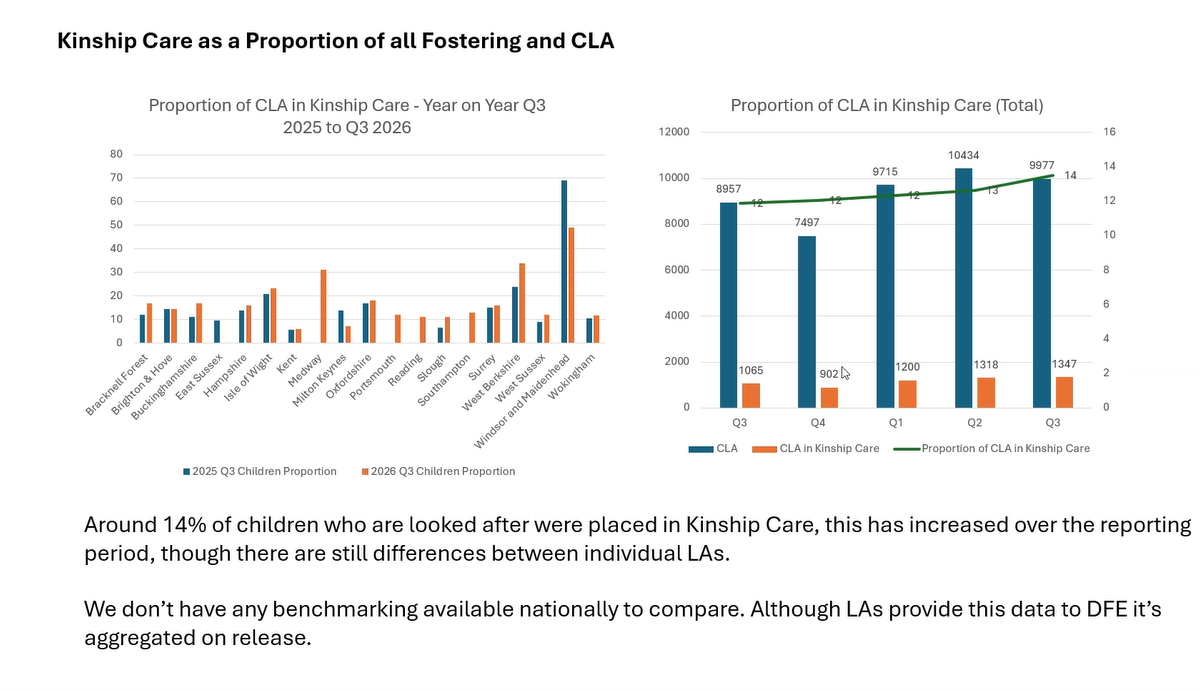 Kinship Care as a Proportion of all Fostering and CLA
Proportion of CLA in Kinship Care - Year on Year Q3
2025 to Q3 2026
80
70
60
50
40
30
20
10
0
Bracknell Forest
Brighton & Hove
Buckinghamshire
East Sussex
Hampshire
Isle of Wight
Kent
Medway
Milton Keynes
Oxfordshire
Portsmouth
Reading
Slough
Southampton
Surrey
West Berkshire
West Sussex
Windsor and Maidenhead
Wokingham
2025 Q3 Children Proportion
2026 Q3 Children Proportion
Proportion of CLA in Kinship Care (Total)
12000
10000
8000
6000
4000
2000
0
16
14
12
10
8
6
4
2
0
8957
7497
9715
10434
9977
12
12
12
13
14
1065
902
1200
1318
1347
Q3
Q4
Q1
Q2
Q3
CLA
CLA in Kinship Care
Proportion of CLA in Kinship Care
Around 14% of children who are looked after were placed in Kinship Care, this has increased over the reporting
period, though there are still differences between individual LAs.
We don’t have any benchmarking available nationally to compare. Although LAs provide this data to DFE it’s
aggregated on release.